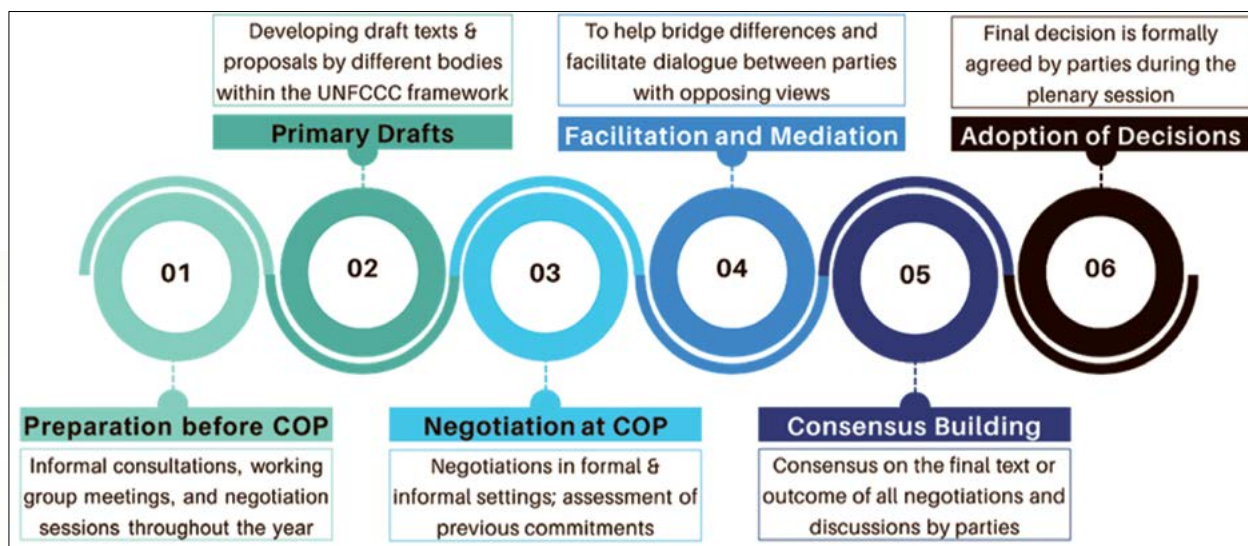 Developing draft texts &
proposals by different bodies
within the UNFCCC framework
Primary Drafts
To help bridge differences and
facilitate dialogue between parties
with opposing views
Facilitation and Mediation
Final decision is formally
agreed by parties during the
plenary session
Adoption of Decisions
01
02
03
04
05
06
Preparation before COP
Informal consultations, working
group meetings, and negotiation
sessions throughout the year
Negotiation at COP
Negotiations in formal &
informal settings; assessment of
previous commitments
Consensus Building
Consensus on the final text or
outcome of all negotiations and
discussions by parties